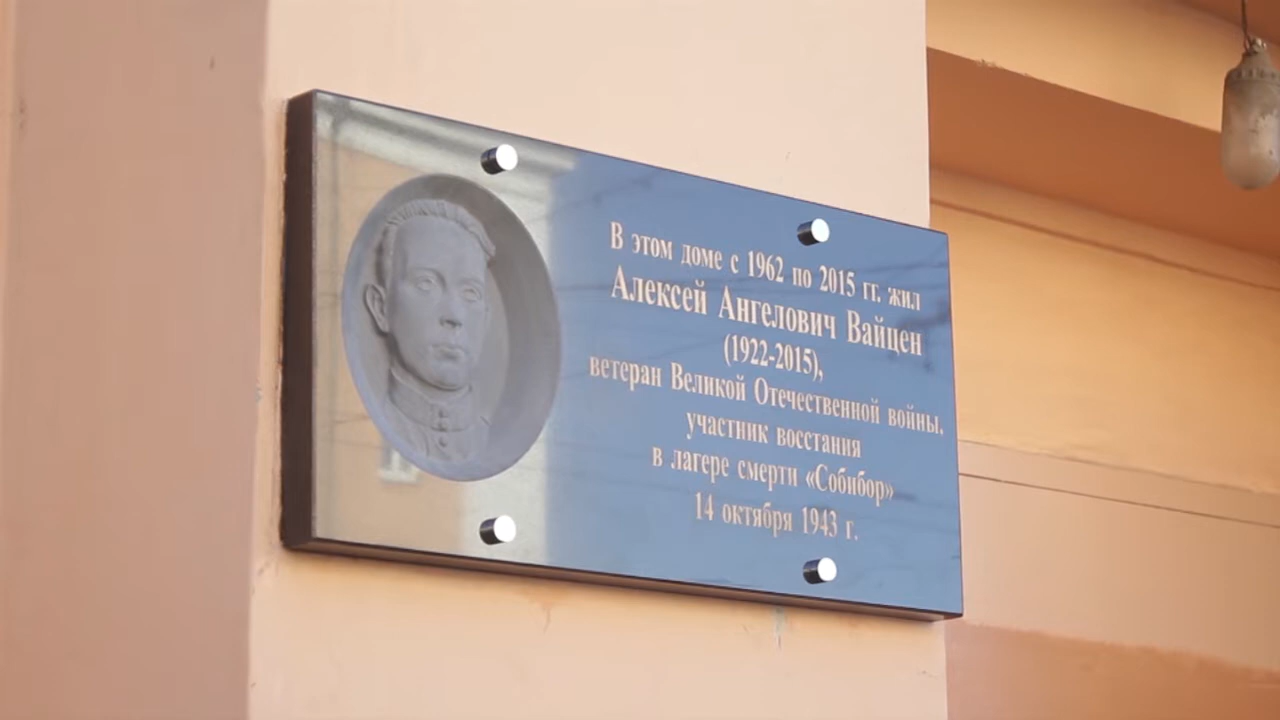 В этом доме с 1962 по 2015 гг. жил
Алексей Ангелович Вайцен
(1922-2015),
ветеран Великой Отечественной войны,
участник восстания
в лагере смерти «Собибор»
14 октября 1943 г.